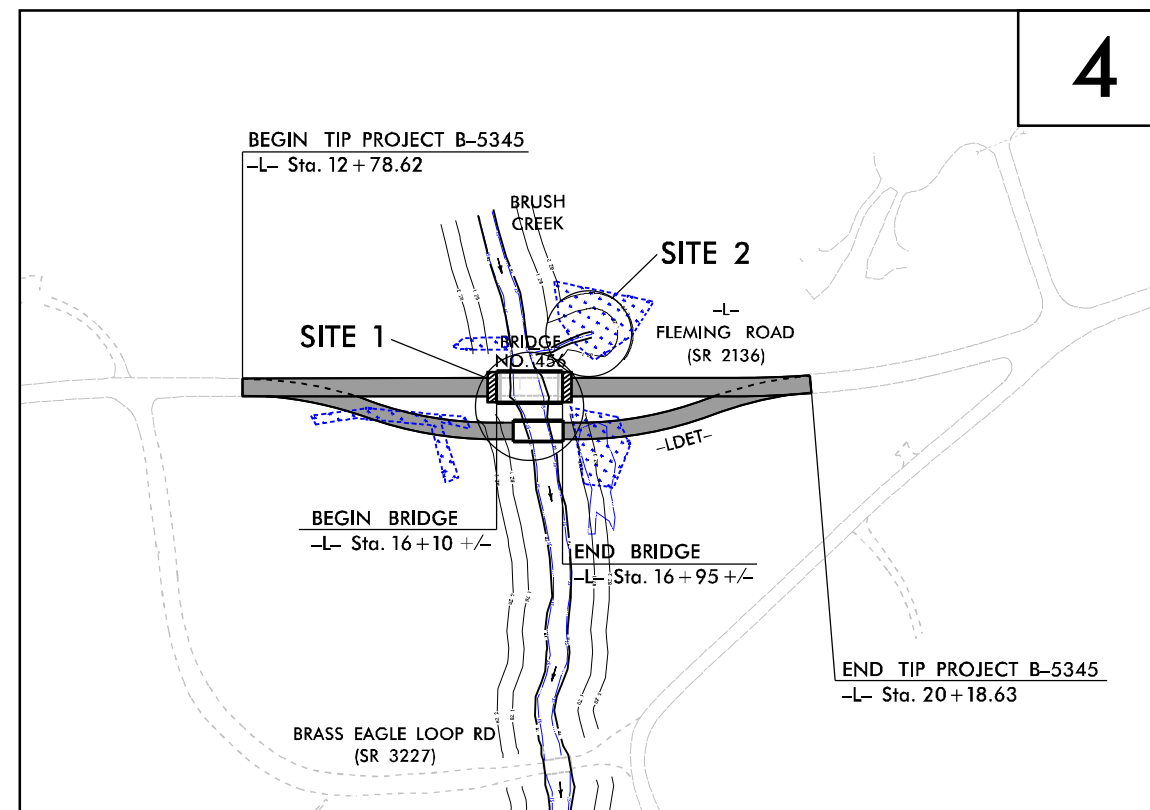 4
BEGIN TIP PROJECT B–5345
–L– Sta. 12+78.62
BRUSH
CREEK
SITE 2
–L–
FLEMING ROAD
(SR 2136)
SITE 1
BRIDGE
NO. 456
–LDET–
BEGIN BRIDGE
–L– Sta. 16+10 +/–
END BRIDGE
–L– Sta. 16+95 +/–
END TIP PROJECT B–5345
–L– Sta. 20+18.63
BRASS EAGLE LOOP RD
(SR 3227)